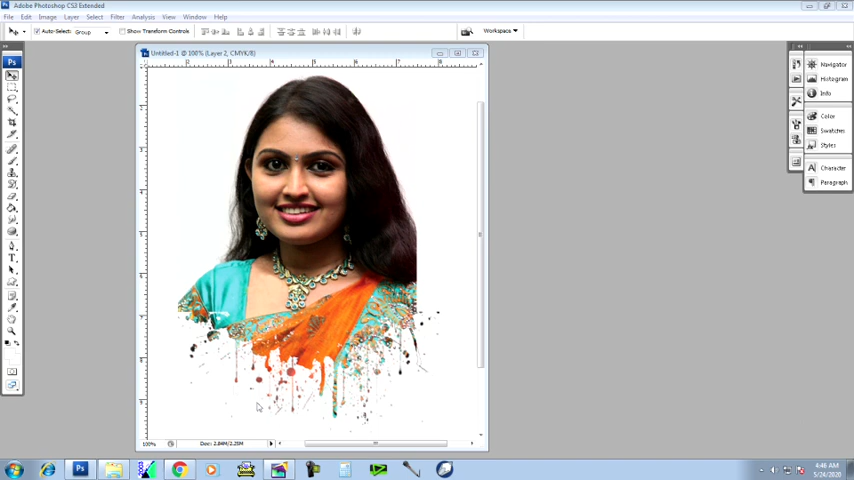 Adobe Photoshop CS3 Extended
File Edit Image Layer Select Filter Analysis View Window Help
Auto-Select: Group Show Transform Controls Workspace
Untitled-1 @ 100% (Layer 2, CMYK/8)
Navigator
Histogram
Info
Color
Swatches
Styles
Character
Paragraph
100% Doc: 2.84M/2.20M
4:46 AM
5/24/2020